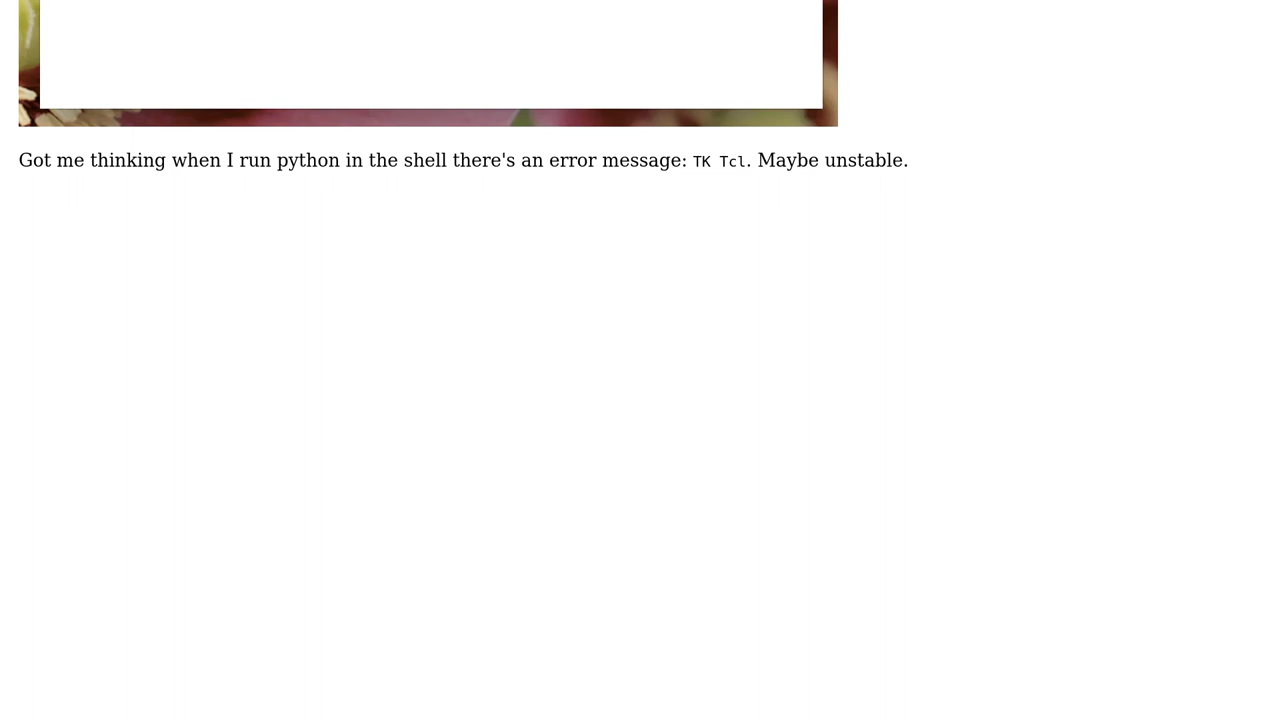 Got me thinking when I run python in the shell there's an error message: TK Tcl. Maybe unstable.